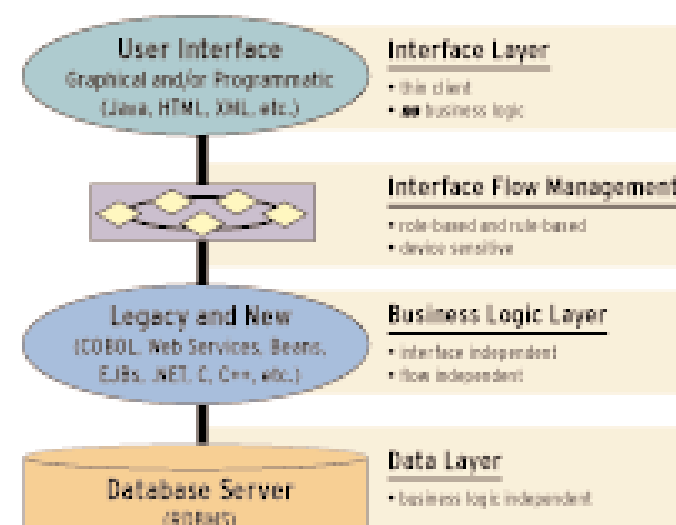 User Interface
Graphical and/or Programmatic
(Java, HTML, XML, etc.)
Interface Layer
• thin client
• no business logic
Interface Flow Management
• role-based and rule-based
• device sensitive
Legacy and New
(COBOL, Web Services, Beans,
EJBs, .NET, C, C++, etc.)
Business Logic Layer
• interface independent
• flow independent
Database Server
(RDBMS)
Data Layer
• business logic independent